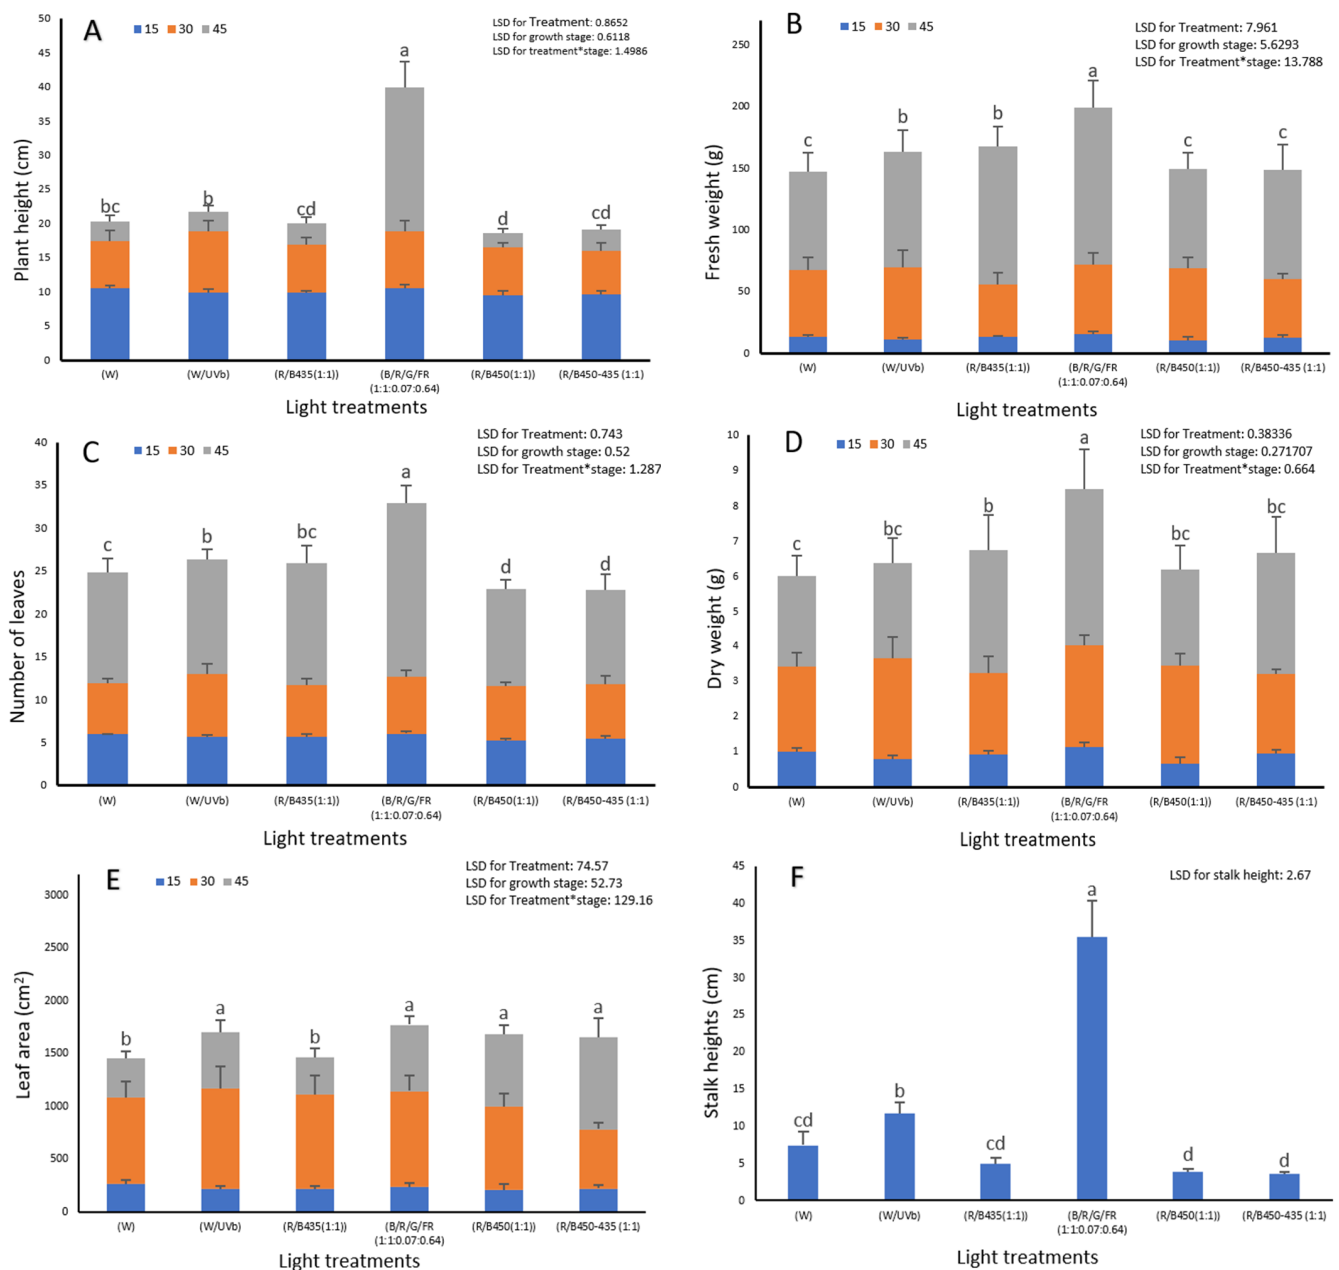 A
15 30 45
LSD for Treatment: 0.8652
LSD for growth stage: 0.6118
LSD for treatment*stage: 1.4986
50
45
40
35
30
25
20
15
10
5
0
Plant height (cm)
bc
b
cd
a
d
cd
(W)
(W/UVb)
(R/B435(1:1))
(B/R/G/FR
(1:1:0.07:0.64)
(R/B450(1:1))
(R/B450-435 (1:1)
Light treatments
B
15 30 45
LSD for Treatment: 7.961
LSD for growth stage: 5.6293
LSD for Treatment*stage: 13.788
250
200
150
100
50
0
Fresh weight (g)
c
b
b
a
c
c
(W)
(W/UVb)
(R/B435(1:1))
(B/R/G/FR
(1:1:0.07:0.64)
(R/B450(1:1))
(R/B450-435 (1:1)
Light treatments
C
15 30 45
LSD for Treatment: 0.743
LSD for growth stage: 0.52
LSD for Treatment*stage: 1.287
40
35
30
25
20
15
10
5
0
Number of leaves
c
b
bc
a
d
d
(W)
(W/UVb)
(R/B435(1:1))
(B/R/G/FR
(1:1:0.07:0.64)
(R/B450(1:1))
(R/B450-435 (1:1)
Light treatments
D
15 30 45
LSD for Treatment: 0.38336
LSD for growth stage: 0.271707
LSD for Treatment*stage: 0.664
10
9
8
7
6
5
4
3
2
1
0
Dry weight (g)
c
bc
b
a
bc
bc
(W)
(W/UVb)
(R/B435(1:1))
(B/R/G/FR
(1:1:0.07:0.64)
(R/B450(1:1))
(R/B450-435 (1:1)
Light treatments
E
15 30 45
LSD for Treatment: 74.57
LSD for growth stage: 52.73
LSD for Treatment*stage: 129.16
3000
2500
2000
1500
1000
500
0
Leaf area (cm²)
b
a
b
a
a
a
(W)
(W/UVb)
(R/B435(1:1))
(B/R/G/FR
(1:1:0.07:0.64)
(R/B450(1:1))
(R/B450-435 (1:1)
Light treatments
F
LSD for stalk height: 2.67
45
40
35
30
25
20
15
10
5
0
Stalk heights (cm)
cd
b
cd
a
d
d
(W)
(W/UVb)
(R/B435(1:1))
(B/R/G/FR
(1:1:0.07:0.64)
(R/B450(1:1))
(R/B450-435 (1:1)
Light treatments